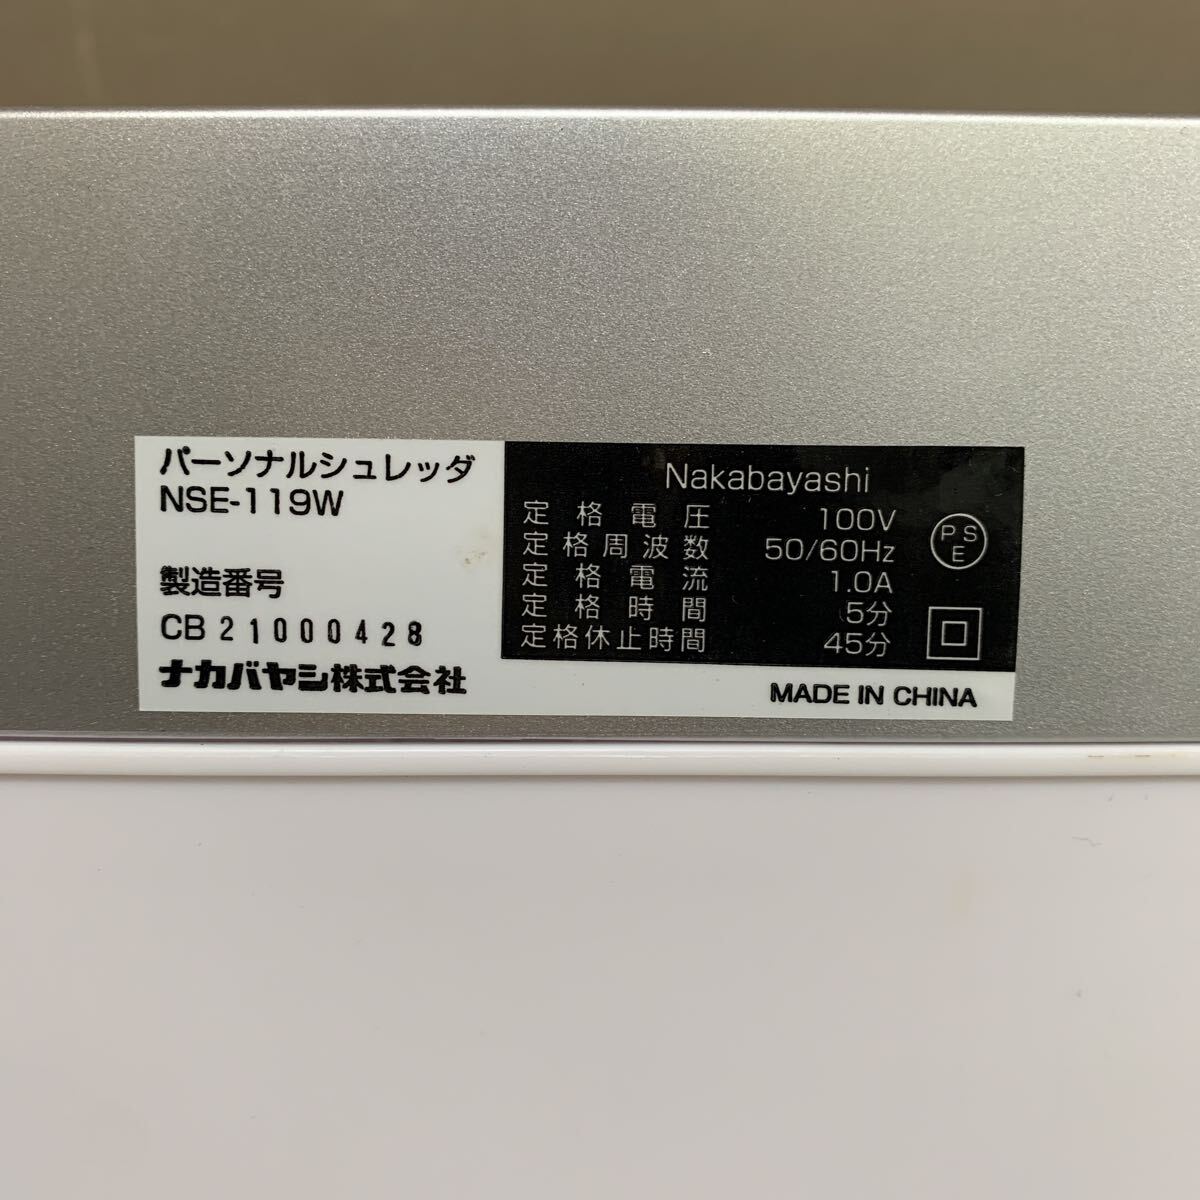 パーソナルシュレッダ
NSE-119W
製造番号
CB 21000428
ナカバヤシ株式会社
Nakabayashi
定格電圧 100V
定格周波数 50/60Hz
定格電流 1.0A
定格時間 5分
定格休止時間 45分
PSE
MADE IN CHINA